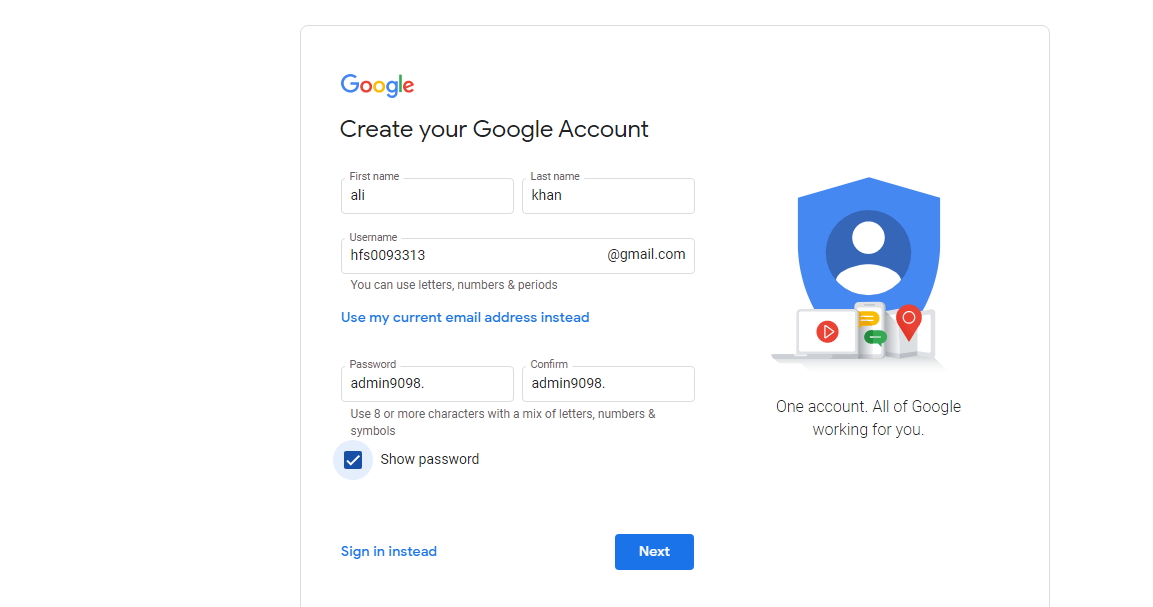 Google
Create your Google Account
First name
Last name
ali
khan
Username
hfs0093313
@gmail.com
You can use letters, numbers & periods
Use my current email address instead
Password
Confirm
admin9098.
admin9098.
Use 8 or more characters with a mix of letters, numbers &
symbols
Show password
Sign in instead
Next
One account. All of Google
working for you.